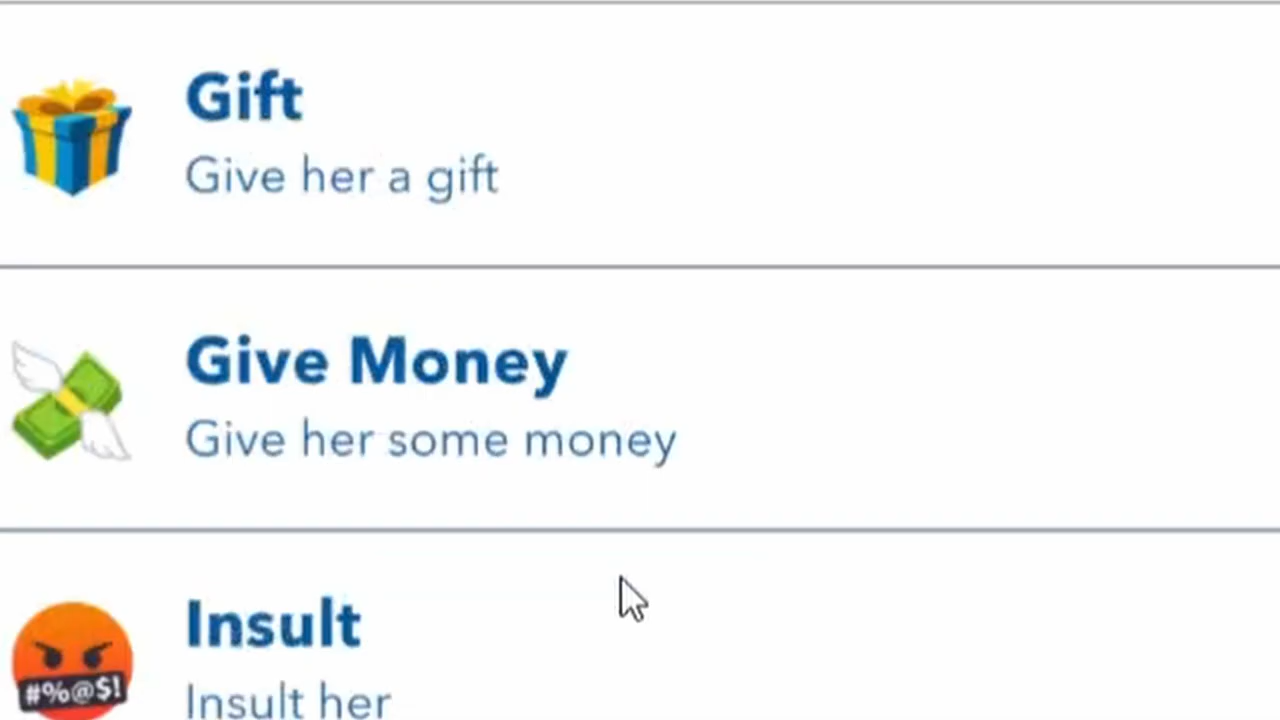 Gift
Give her a gift
Give Money
Give her some money
Insult
#%@$!
Insult her